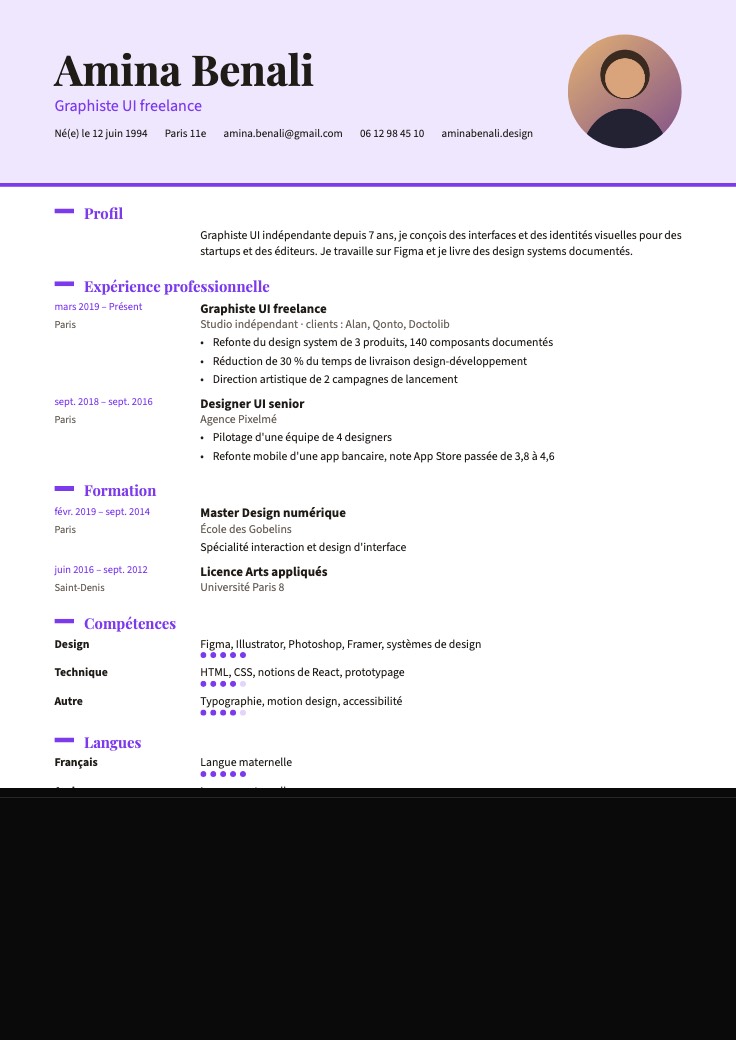 Amina Benali
Graphiste UI freelance
Né(e) le 12 juin 1994 Paris 11e amina.benali@gmail.com 06 12 98 45 10 aminabenali.design
Profil
Graphiste UI indépendante depuis 7 ans, je conçois des interfaces et des identités visuelles pour des
startups et des éditeurs. Je travaille sur Figma et je livre des design systems documentés.
Expérience professionnelle
mars 2019 – Présent
Paris
Graphiste UI freelance
Studio indépendant · clients : Alan, Qonto, Doctolib
• Refonte du design system de 3 produits, 140 composants documentés
• Réduction de 30 % du temps de livraison design-développement
• Direction artistique de 2 campagnes de lancement
sept. 2018 – sept. 2016
Paris
Designer UI senior
Agence Pixelmé
• Pilotage d'une équipe de 4 designers
• Refonte mobile d'une app bancaire, note App Store passée de 3,8 à 4,6
Formation
févr. 2019 – sept. 2014
Paris
Master Design numérique
École des Gobelins
Spécialité interaction et design d'interface
juin 2016 – sept. 2012
Saint-Denis
Licence Arts appliqués
Université Paris 8
Compétences
Design
Figma, Illustrator, Photoshop, Framer, systèmes de design
Technique
HTML, CSS, notions de React, prototypage
Autre
Typographie, motion design, accessibilité
Langues
Français
Langue maternelle